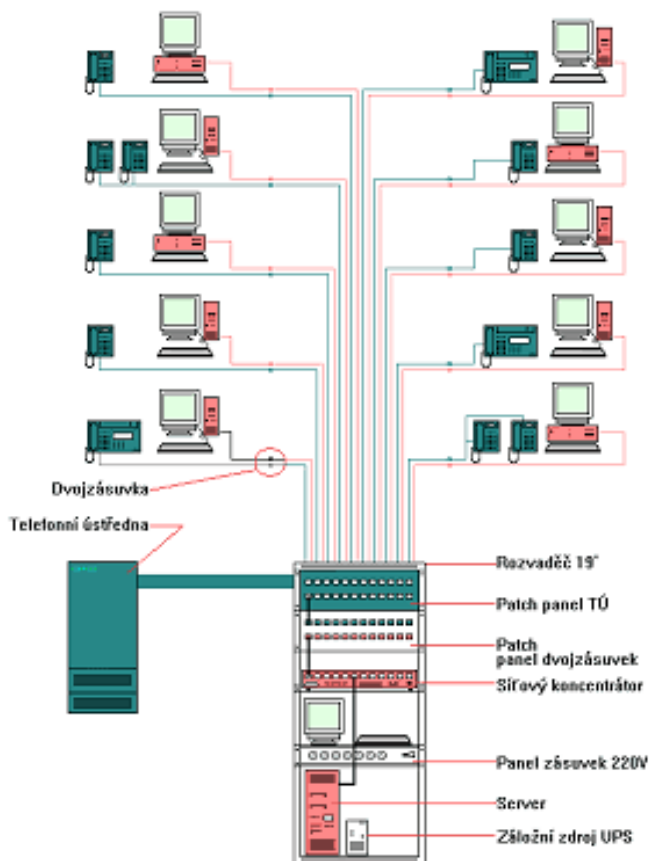 Dvojzásuvka
Telefonní ústředna
Rozvaděč 19"
Patch panel TÚ
Patch
panel dvojzásuvek
Síťový koncentrátor
Panel zásuvek 220V
Server
Záložní zdroj UPS